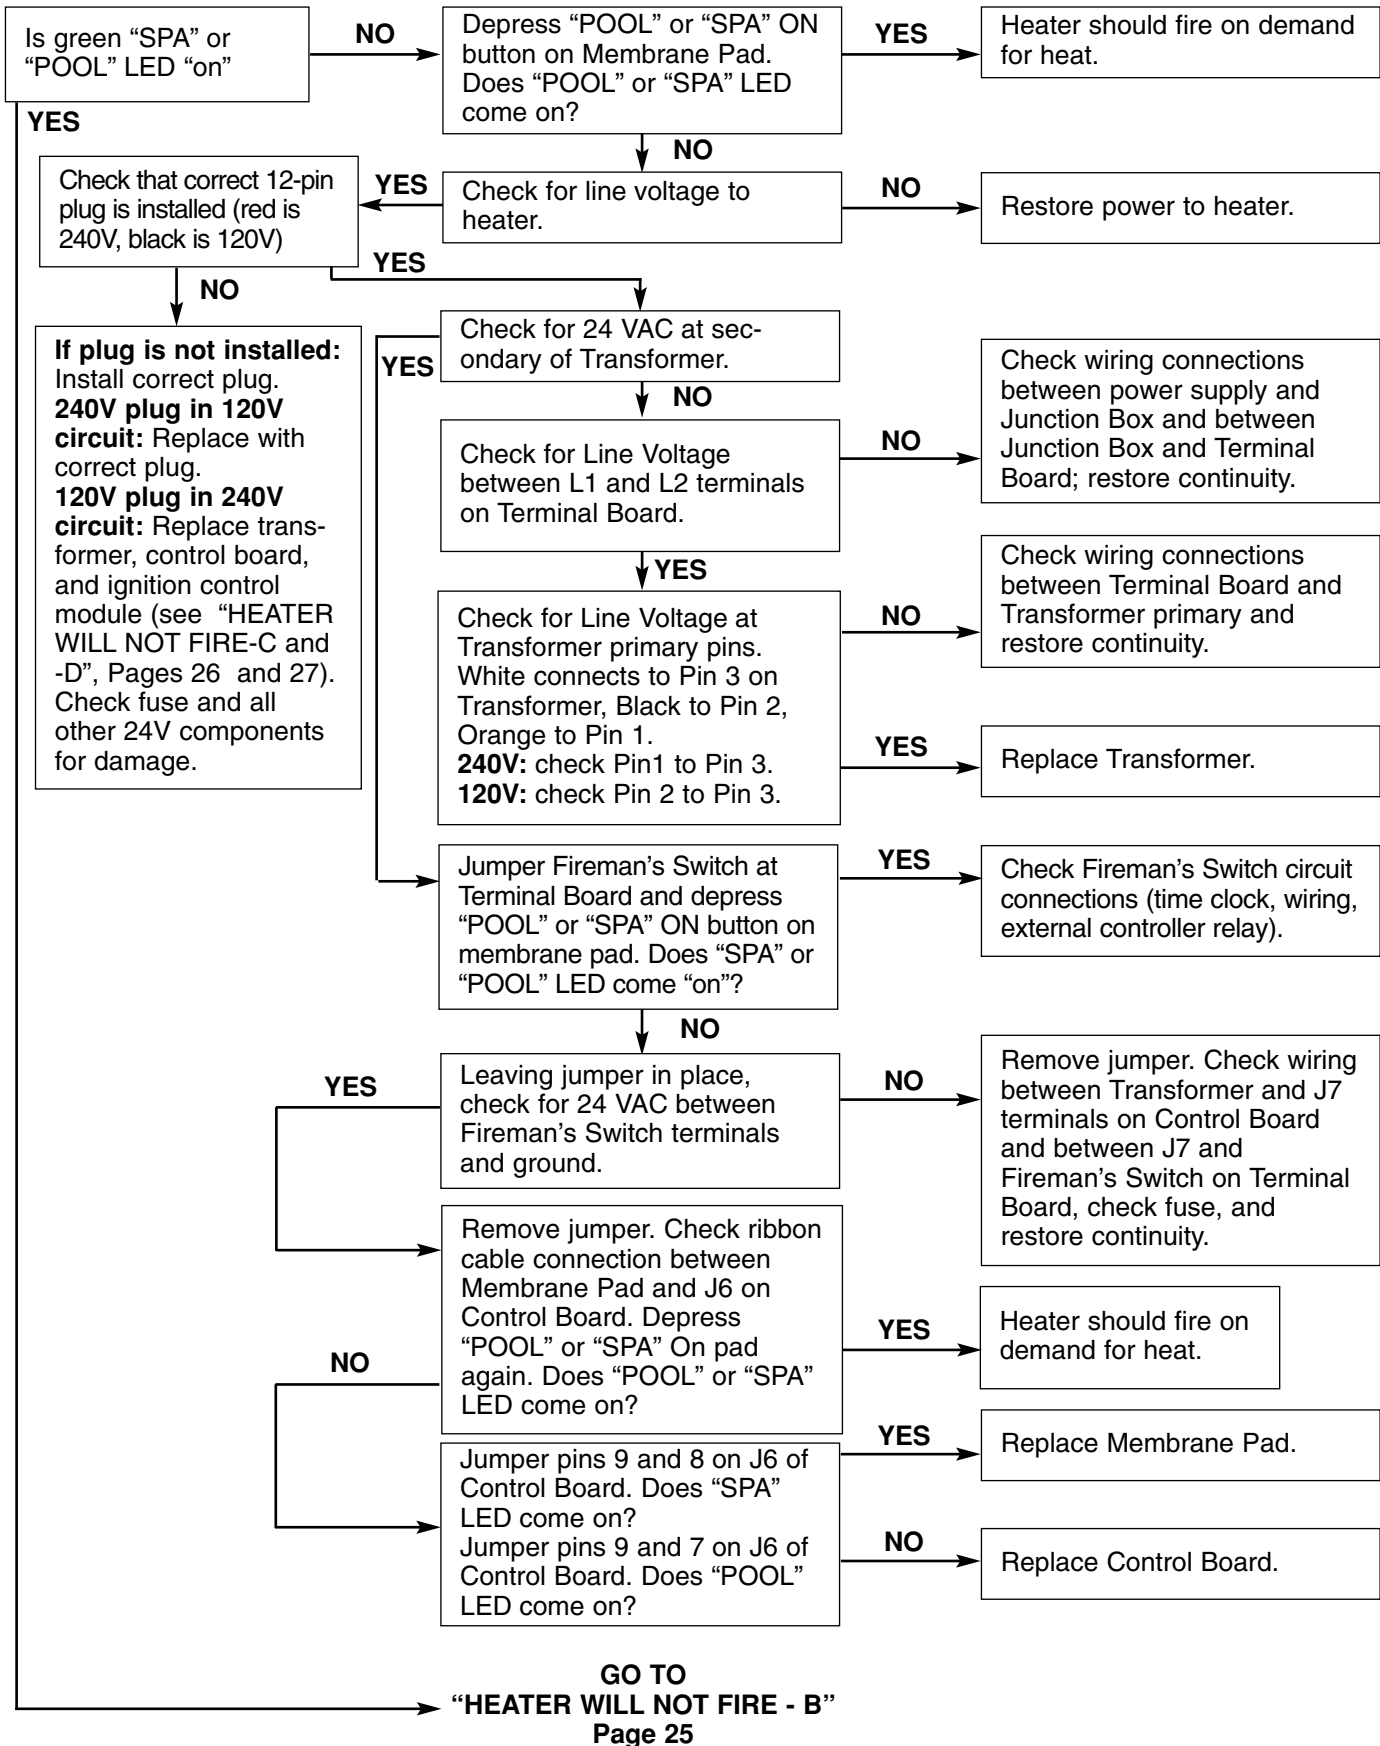 Is green “SPA” or
“POOL” LED “on”
NO
Depress “POOL” or “SPA” ON
button on Membrane Pad.
Does “POOL” or “SPA” LED
come on?
YES
Heater should fire on demand
for heat.
YES
NO
Check that correct 12-pin
plug is installed (red is
240V, black is 120V)
YES
Check for line voltage to
heater.
NO
Restore power to heater.
YES
NO
If plug is not installed:
Install correct plug.
240V plug in 120V
circuit: Replace with
correct plug.
120V plug in 240V
circuit: Replace trans-
former, control board,
and ignition control
module (see “HEATER
WILL NOT FIRE-C and
-D”, Pages 26 and 27).
Check fuse and all
other 24V components
for damage.
YES
Check for 24 VAC at sec-
ondary of Transformer.
NO
Check for Line Voltage
between L1 and L2 terminals
on Terminal Board.
NO
Check wiring connections
between power supply and
Junction Box and between
Junction Box and Terminal
Board; restore continuity.
YES
Check for Line Voltage at
Transformer primary pins.
White connects to Pin 3 on
Transformer, Black to Pin 2,
Orange to Pin 1.
240V: check Pin1 to Pin 3.
120V: check Pin 2 to Pin 3.
NO
Check wiring connections
between Terminal Board and
Transformer primary and
restore continuity.
YES
Replace Transformer.
Jumper Fireman’s Switch at
Terminal Board and depress
“POOL” or “SPA” ON button on
membrane pad. Does “SPA” or
“POOL” LED come “on”?
YES
Check Fireman’s Switch circuit
connections (time clock, wiring,
external controller relay).
NO
YES
Leaving jumper in place,
check for 24 VAC between
Fireman’s Switch terminals
and ground.
NO
Remove jumper. Check wiring
between Transformer and J7
terminals on Control Board
and between J7 and
Fireman’s Switch on Terminal
Board, check fuse, and
restore continuity.
Remove jumper. Check ribbon
cable connection between
Membrane Pad and J6 on
Control Board. Depress
“POOL” or “SPA” On pad
again. Does “POOL” or “SPA”
LED come on?
YES
Heater should fire on
demand for heat.
NO
Jumper pins 9 and 8 on J6 of
Control Board. Does “SPA”
LED come on?
Jumper pins 9 and 7 on J6 of
Control Board. Does “POOL”
LED come on?
YES
Replace Membrane Pad.
NO
Replace Control Board.
GO TO
“HEATER WILL NOT FIRE - B”
Page 25